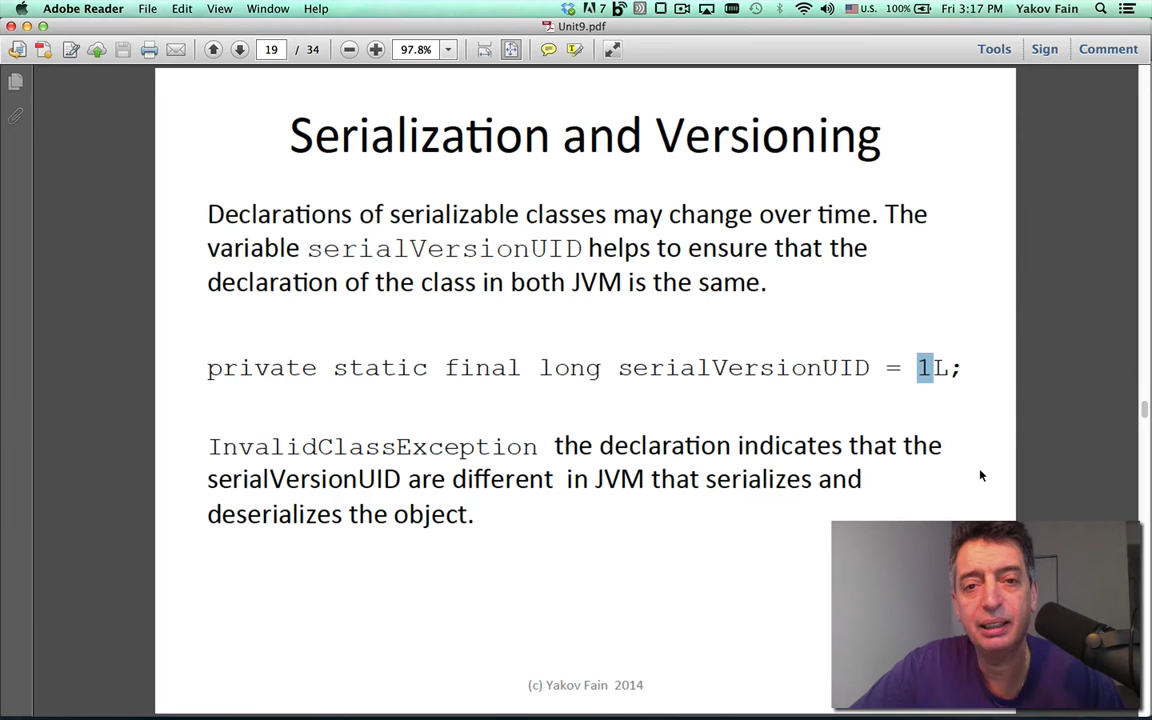 Adobe Reader File Edit View Window Help 7 U.S. 100% Fri 3:17 PM Yakov Fain
Unit9.pdf
19 / 34 97.8% Tools Sign Comment
Serialization and Versioning
Declarations of serializable classes may change over time. The
variable serialVersionUID helps to ensure that the
declaration of the class in both JVM is the same.
private static final long serialVersionUID = 1L;
InvalidClassException the declaration indicates that the
serialVersionUID are different in JVM that serializes and
deserializes the object.
(c) Yakov Fain 2014